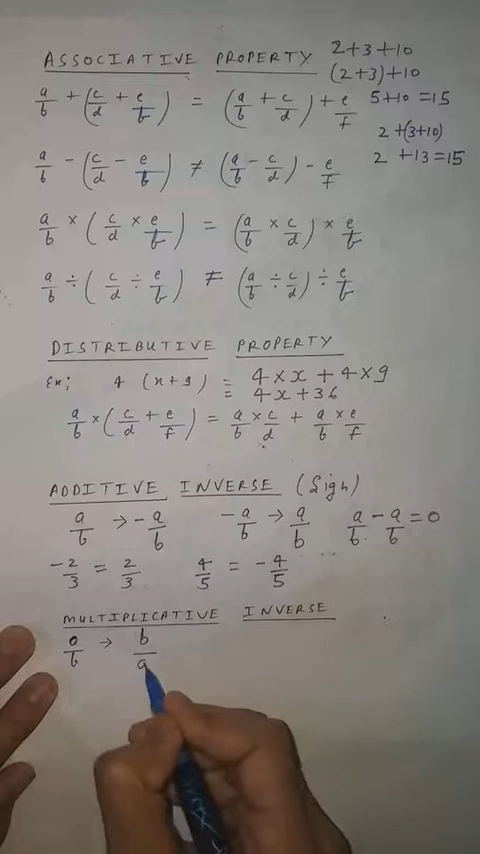 ASSOCIATIVE PROPERTY 2+3+10
(2+3)+10
a/b + (c/d + e/f) = (a/b + c/d) + e/f 5+10 =15
2+(3+10)
a/b - (c/d - e/f) ≠ (a/b - c/d) - e/f 2 +13=15
a/b × (c/d × e/f) = (a/b × c/d) × e/f
a/b ÷ (c/d ÷ e/f) ≠ (a/b ÷ c/d) ÷ e/f
DISTRIBUTIVE PROPERTY
Ex; 4 (x+9) = 4×x + 4×9
= 4x+36
a/b × (c/d + e/f) = a/b × c/d + a/b × e/f
ADDITIVE INVERSE (Sign)
a/b → -a/b -a/b → a/b a/b - a/b = 0
-2/3 = 2/3 4/5 = -4/5
MULTIPLICATIVE INVERSE
a/b → b/a